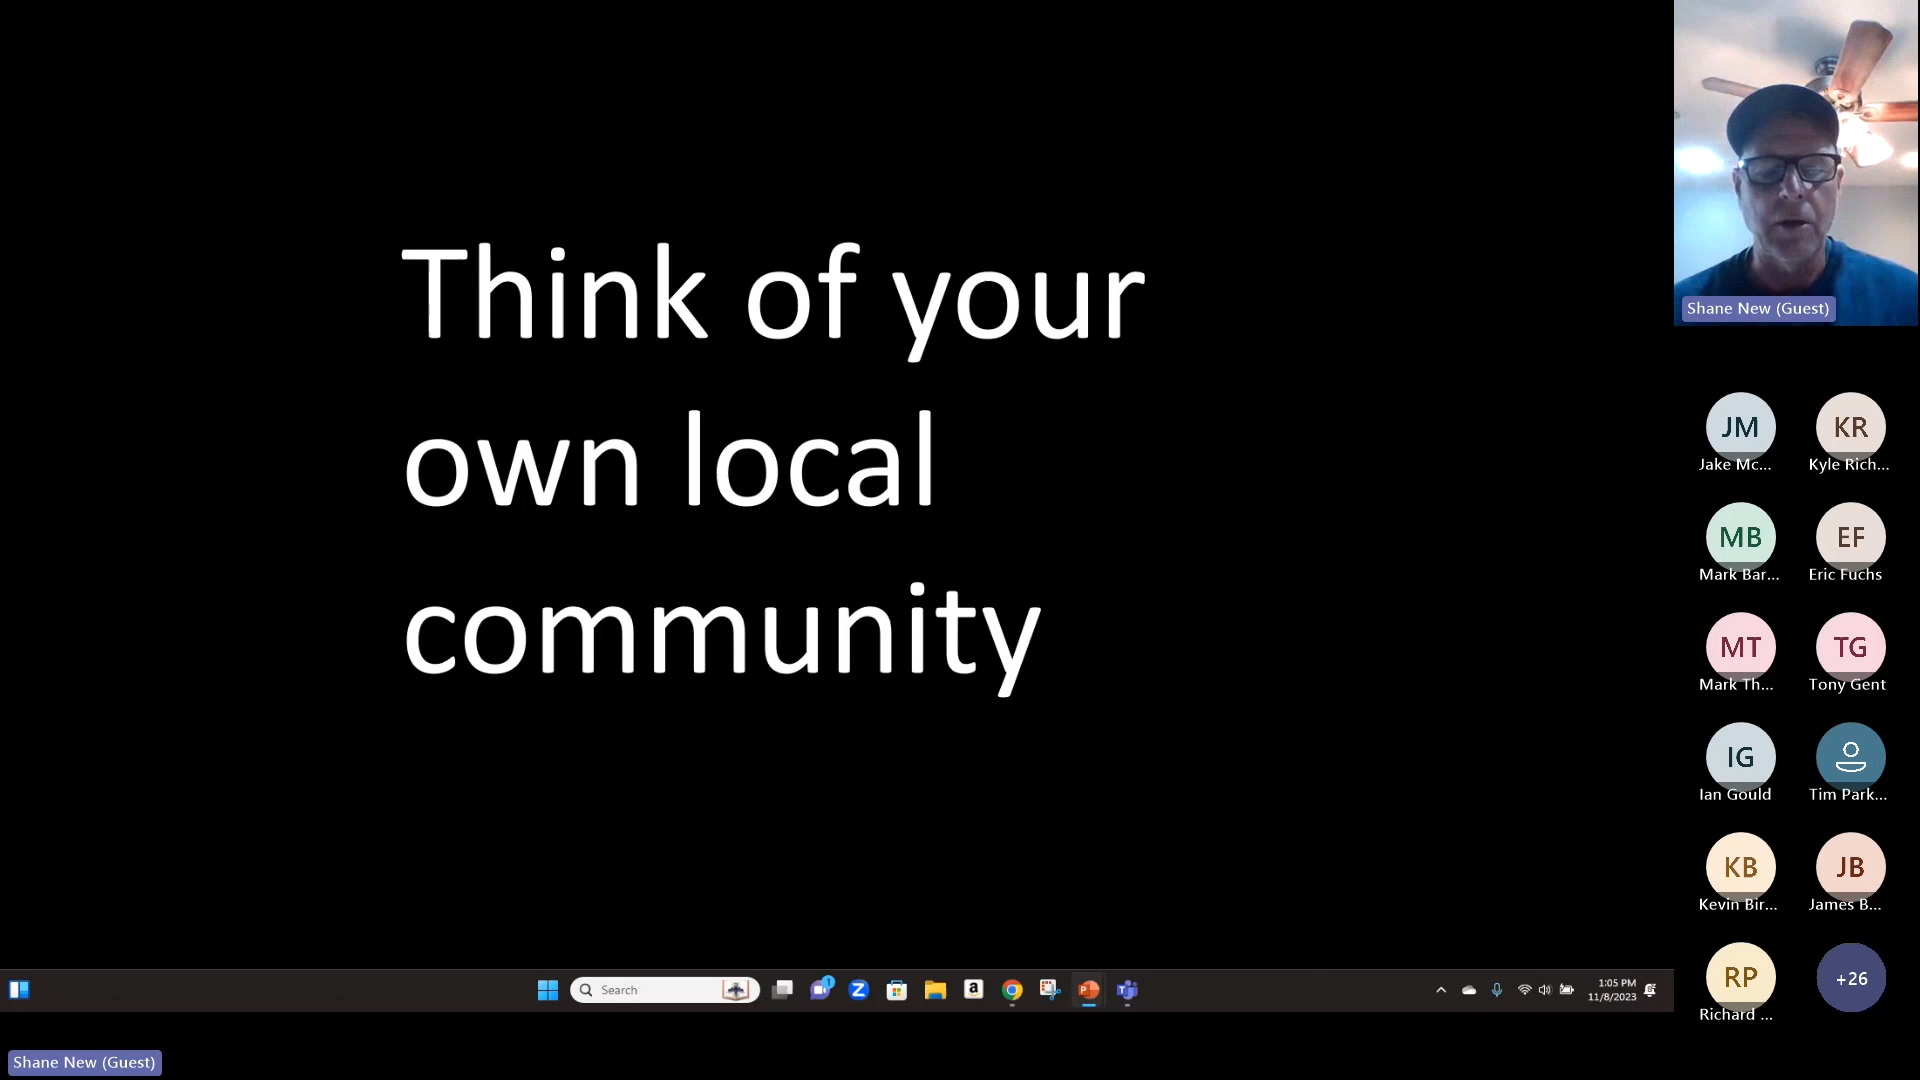 Think of your
own local
community
Shane New (Guest)
JM
Jake Mc...
KR
Kyle Rich...
MB
Mark Bar...
EF
Eric Fuchs
MT
Mark Th...
TG
Tony Gent
IG
Ian Gould
Tim Park...
KB
Kevin Bir...
JB
James B...
RP
Richard ...
+26
Search
1
Z
a
P
T
1:05 PM
11/8/2023
Shane New (Guest)